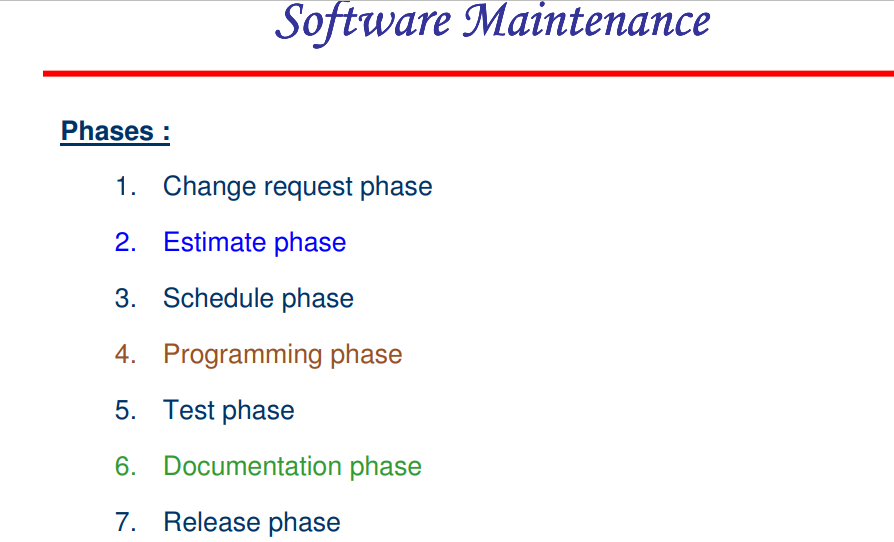 Software Maintenance
Phases :
1. Change request phase
2. Estimate phase
3. Schedule phase
4. Programming phase
5. Test phase
6. Documentation phase
7. Release phase